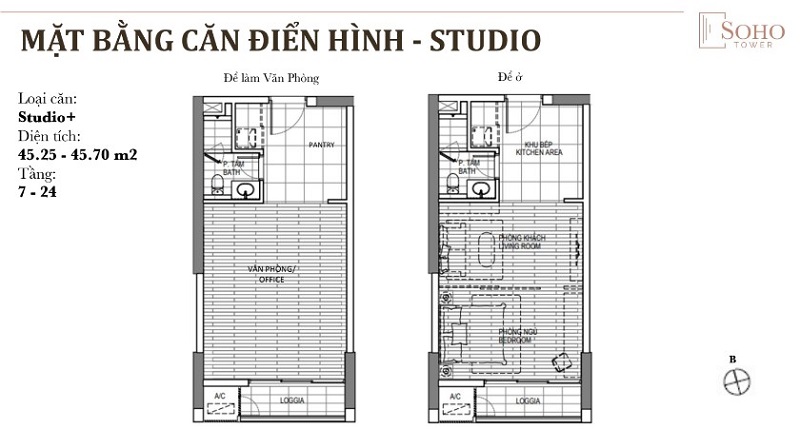 MẶT BẰNG CĂN ĐIỂN HÌNH - STUDIO
SOHO
TOWER
Loại căn:
Studio+
Diện tích:
45.25 - 45.70 m2
Tầng:
7 - 24
Để làm Văn Phòng
PANTRY
P. TẮM
BATH
VĂN PHÒNG/
OFFICE
A/C
LOGGIA
Để ở
KHU BẾP
KITCHEN AREA
P. TẮM
BATH
PHÒNG KHÁCH
LIVING ROOM
PHÒNG NGỦ
BEDROOM
A/C
LOGGIA
B